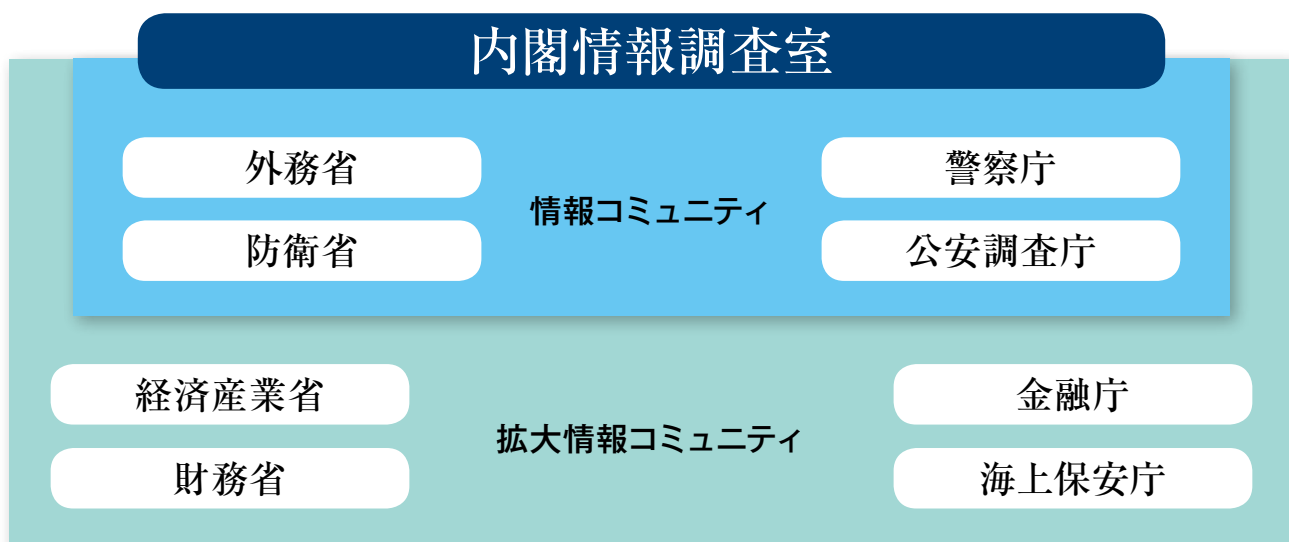 内閣情報調査室
外務省
警察庁
情報コミュニティ
防衛省
公安調査庁
経済産業省
金融庁
拡大情報コミュニティ
財務省
海上保安庁